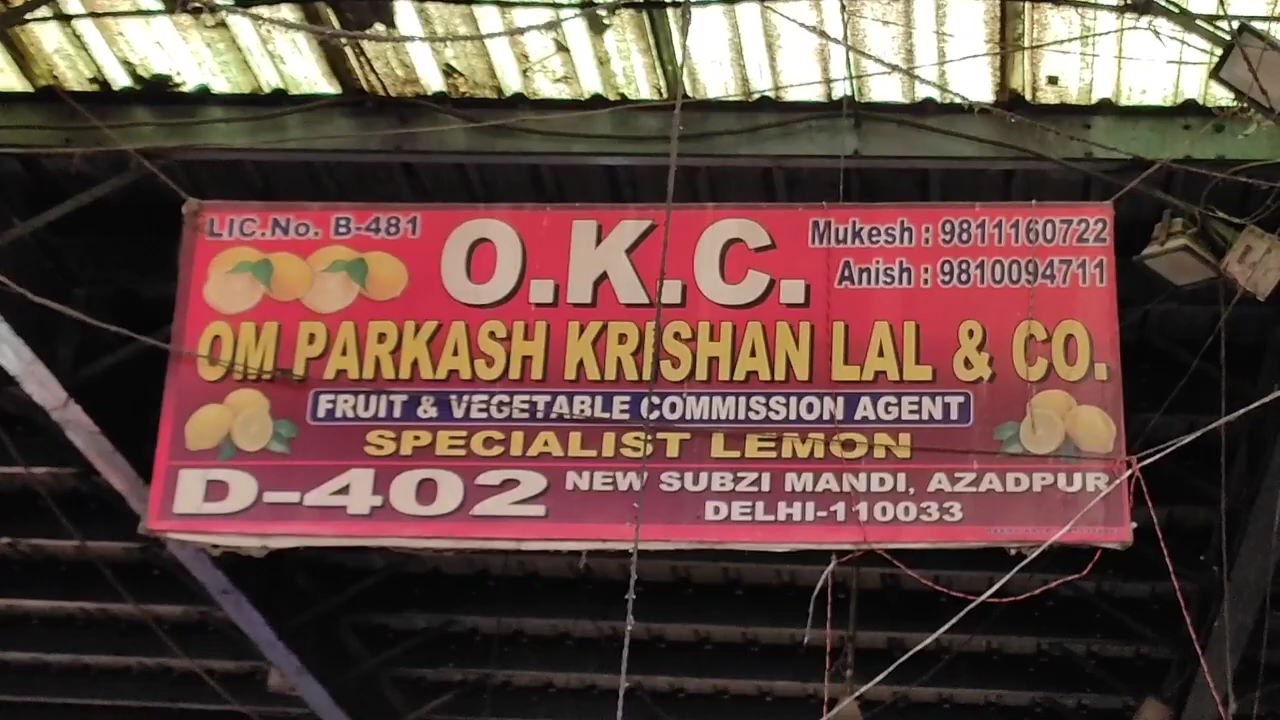 LIC.No. B-481
O.K.C.
Mukesh : 9811160722
Anish : 9810094711
OM PARKASH KRISHAN LAL & CO.
FRUIT & VEGETABLE COMMISSION AGENT
SPECIALIST LEMON
D-402
NEW SUBZI MANDI, AZADPUR
DELHI-110033